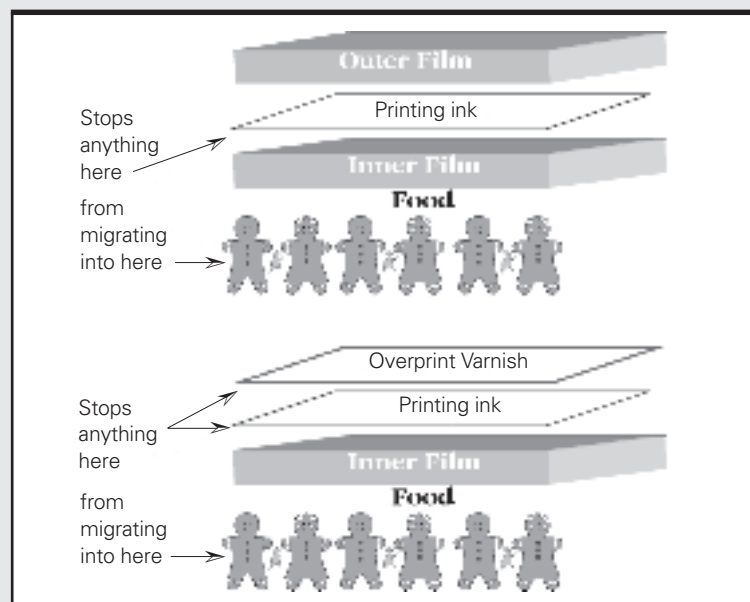 Outer Film
Printing ink
Stops
anything
here
Inner Film
Food
from
migrating
into here
Overprint Varnish
Printing ink
Stops
anything
here
Inner Film
Food
from
migrating
into here